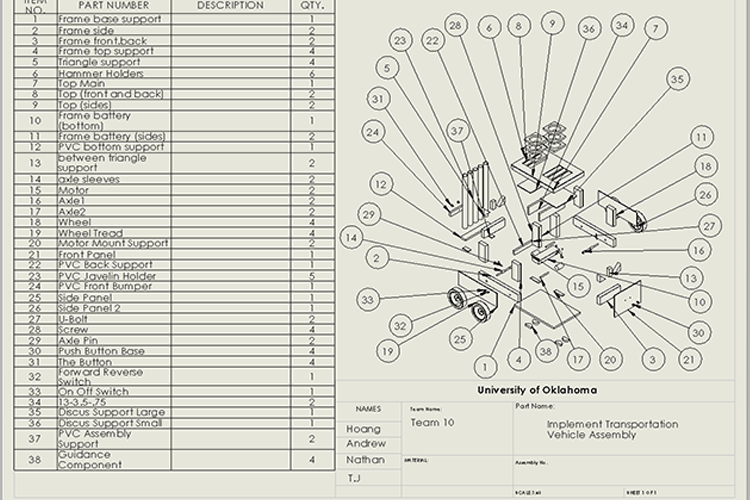 ITEM NO. PART NUMBER DESCRIPTION QTY.
1 Frame base support 1
2 Frame side 2
3 Frame front,back 2
4 Frame top support 4
5 Triangle support 4
6 Hammer Holders 6
7 Top Main 1
8 Top (front and back) 2
9 Top (sides) 2
10 Frame battery (bottom) 1
11 Frame battery (sides) 2
12 PVC bottom support 1
13 between triangle support 2
14 axle sleeves 2
15 Motor 2
16 Axle1 2
17 Axle2 2
18 Wheel 4
19 Wheel Tread 4
20 Motor Mount Support 2
21 Front Panel 1
22 PVC Back Support 1
23 PVC Javelin Holder 5
24 PVC Front Bumper 1
25 Side Panel 1
26 Side Panel 2 1
27 U-Bolt 2
28 Screw 4
29 Axle Pin 2
30 Push Button Base 4
31 The Button 4
32 Forward Reverse Switch 1
33 On Off Switch 1
34 13-3.5-.75 2
35 Discus Support Large 1
36 Discus Support Small 1
37 PVC Assembly Support 2
38 Guidance Component 4
28 6 8 9 36 34 7
23 22
5 35
31
37
24 11
18
12 26
29
27
14 16
2
15 13
33 10
32 30
25
19 38 17 20 3 21
1 4
University of Oklahoma
NAMES
Hoang
Andrew
Nathan
T.J
Team Name:
Team 10
Part Name:
Implement Transportation
Vehicle Assembly
MATERIAL:
Assembly No.
SHEET 1 OF 1